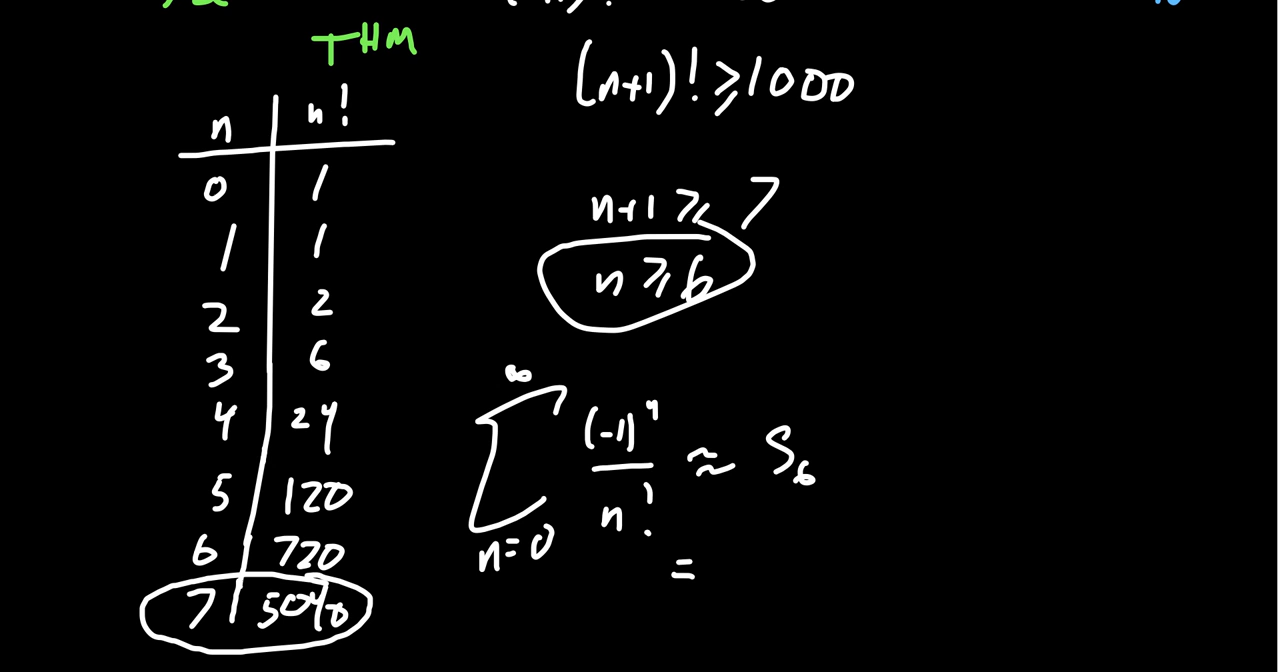 THM
(n+1)! ≥ 1000
n | n!
0 | 1
1 | 1
2 | 2
3 | 6
4 | 24
5 | 120
6 | 720
7 | 5040
n+1 ≥ 7
n ≥ 6
∞
∑ (-1)^n / n! ≈ S_6
n=0
=